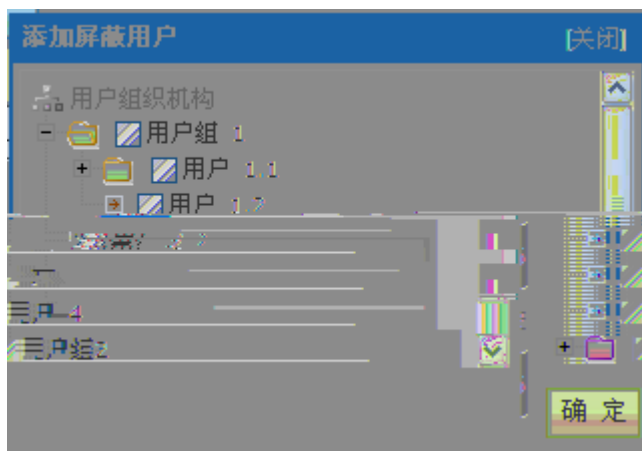 添加屏蔽用户 [关闭]
用户组织机构
用户组 1
用户 1.1
用户 1.2
用户 4
用户组2
确 定